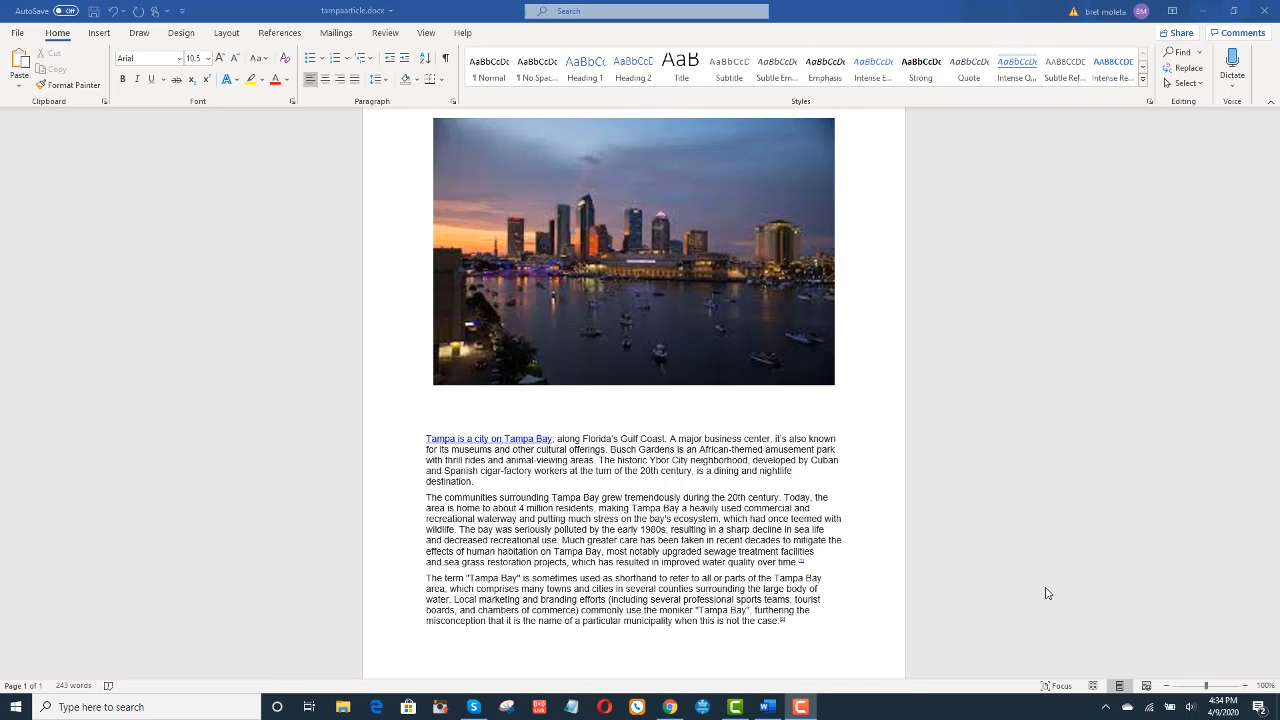 AutoSave Off tamparticle.docx Search bret moleta BM
File Home Insert Draw Design Layout References Mailings Review View Help Share Comments
Cut
Copy
Paste Format Painter
Arial 10.5
AaBbCcDc AaBbCcDc AaBbCc AaBbCcC AaB AaBbCcC AaBbCcDc AaBbCcDc AaBbCcDc AaBbCcDc AaBbCcDc AaBbCcDc AABBCCDC AABBCCDC
¶ Normal ¶ No Spac... Heading 1 Heading 2 Title Subtitle Subtle Em... Emphasis Intense E... Strong Quote Intense Q... Subtle Ref... Intense Re...
Find
Replace
Select
Dictate
Clipboard Font Paragraph Styles Editing Voice
Tampa is a city on Tampa Bay, along Florida's Gulf Coast. A major business center, it's also known
for its museums and other cultural offerings. Busch Gardens is an African-themed amusement park
with thrill rides and animal-viewing areas. The historic Ybor City neighborhood, developed by Cuban
and Spanish cigar-factory workers at the turn of the 20th century, is a dining and nightlife
destination.
The communities surrounding Tampa Bay grew tremendously during the 20th century. Today, the
area is home to about 4 million residents, making Tampa Bay a heavily used commercial and
recreational waterway and putting much stress on the bay's ecosystem, which had once teemed with
wildlife. The bay was seriously polluted by the early 1980s, resulting in a sharp decline in sea life
and decreased recreational use. Much greater care has been taken in recent decades to mitigate the
effects of human habitation on Tampa Bay, most notably upgraded sewage treatment facilities
and sea grass restoration projects, which has resulted in improved water quality over time.[1]
The term "Tampa Bay" is sometimes used as shorthand to refer to all or parts of the Tampa Bay
area, which comprises many towns and cities in several counties surrounding the large body of
water. Local marketing and branding efforts (including several professional sports teams, tourist
boards, and chambers of commerce) commonly use the moniker "Tampa Bay", furthering the
misconception that it is the name of a particular municipality when this is not the case.[2]
Page 1 of 1 243 words Focus 100%
Type here to search
4:34 PM
4/9/2020